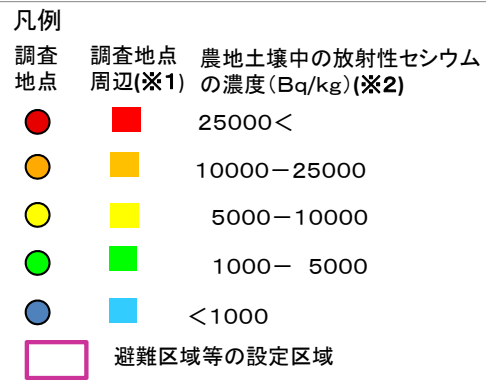 凡例
調査 調査地点 農地土壌中の放射性セシウム
地点 周辺(※1) の濃度(Bq/kg)(※2)
25000<
10000-25000
5000-10000
1000- 5000
<1000
避難区域等の設定区域